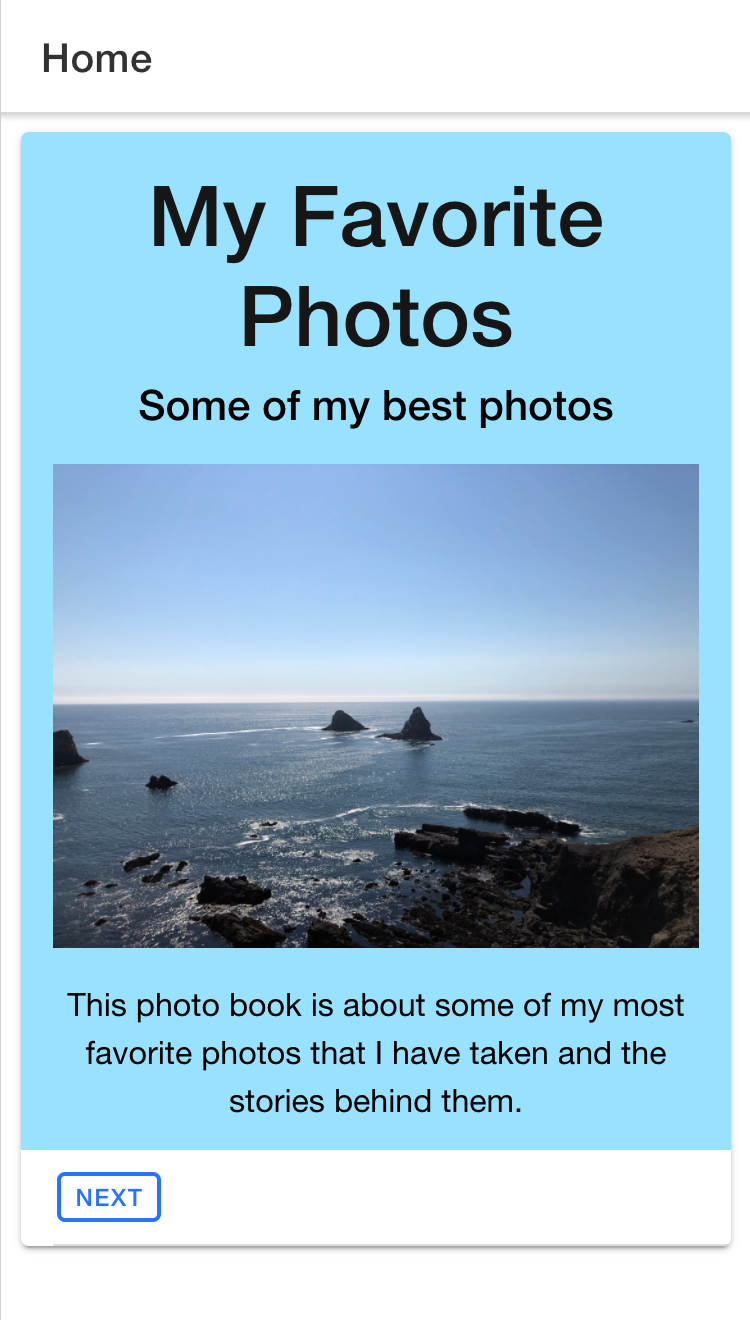 Home
My Favorite
Photos
Some of my best photos
This photo book is about some of my most
favorite photos that I have taken and the
stories behind them.
NEXT